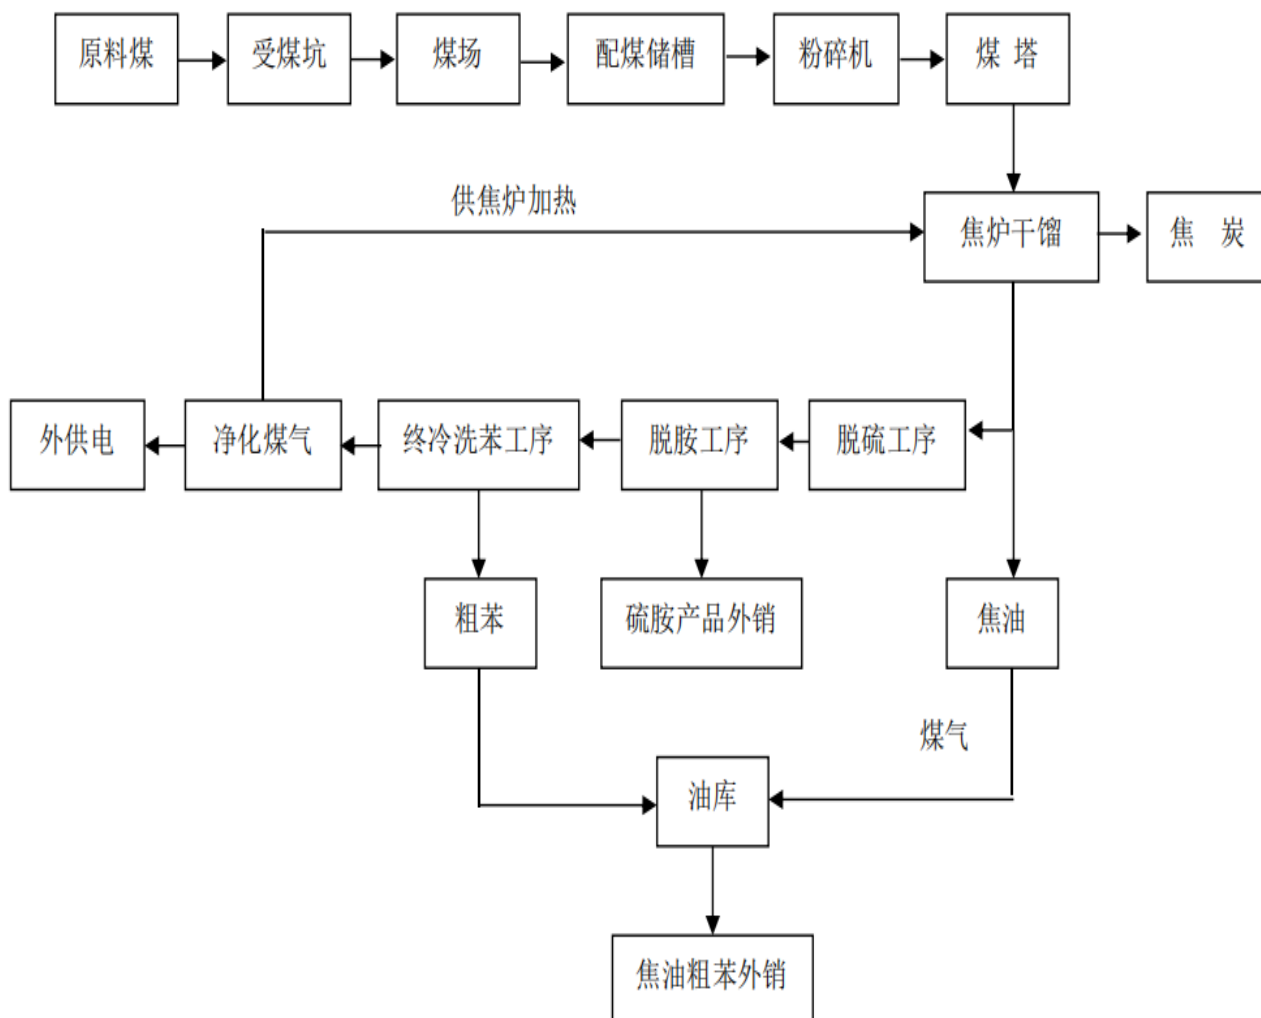 原料煤
受煤坑
煤场
配煤储槽
粉碎机
煤 塔
供焦炉加热
焦炉干馏
焦 炭
外供电
净化煤气
终冷洗苯工序
脱胺工序
脱硫工序
粗苯
硫胺产品外销
焦油
煤气
油库
焦油粗苯外销